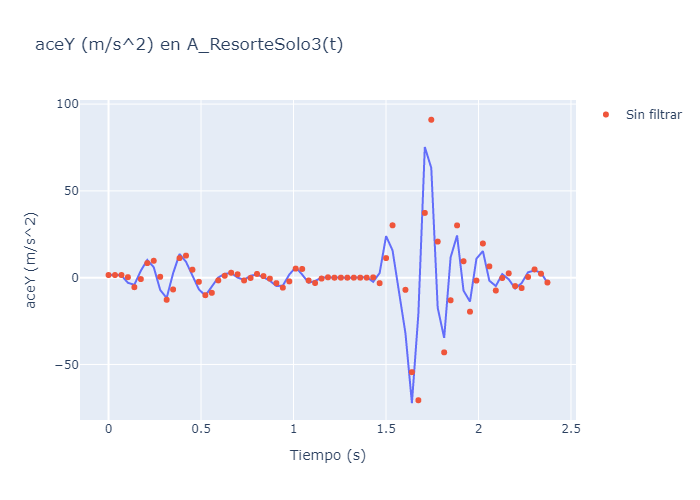 aceY (m/s^2) en A_ResorteSolo3(t)
100
50
0
−50
aceY (m/s^2)
0
0.5
1
1.5
2
2.5
Tiempo (s)
Sin filtrar